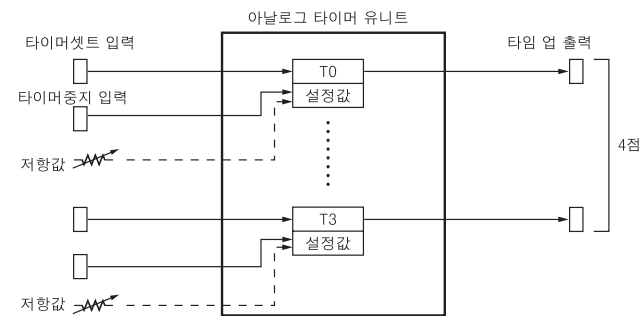 아날로그 타이머 유니트
타이머셋트 입력
타임 업 출력
T0
타이머중지 입력
설정값
4점
저항값
T3
설정값
저항값